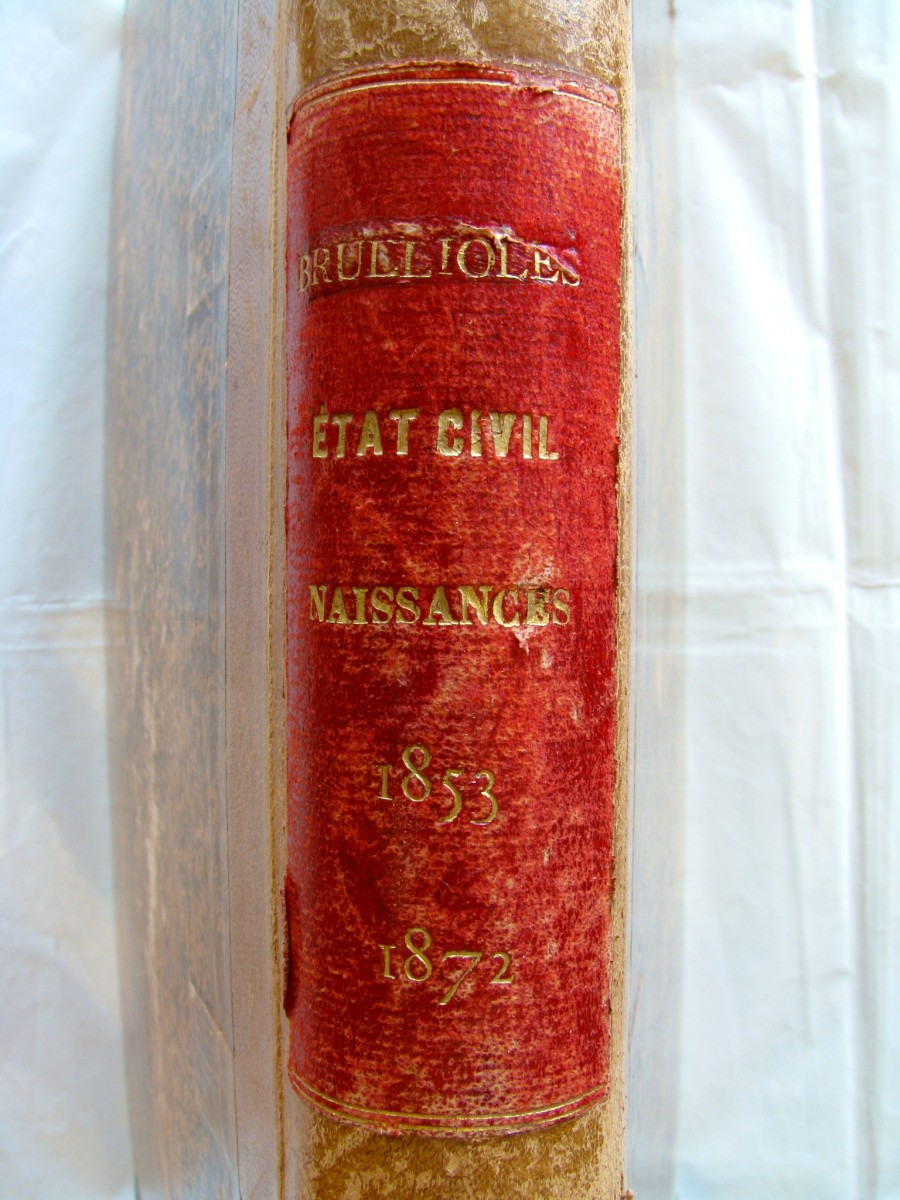 BRULLIOLES
ÉTAT CIVIL
NAISSANCES
1853
1872